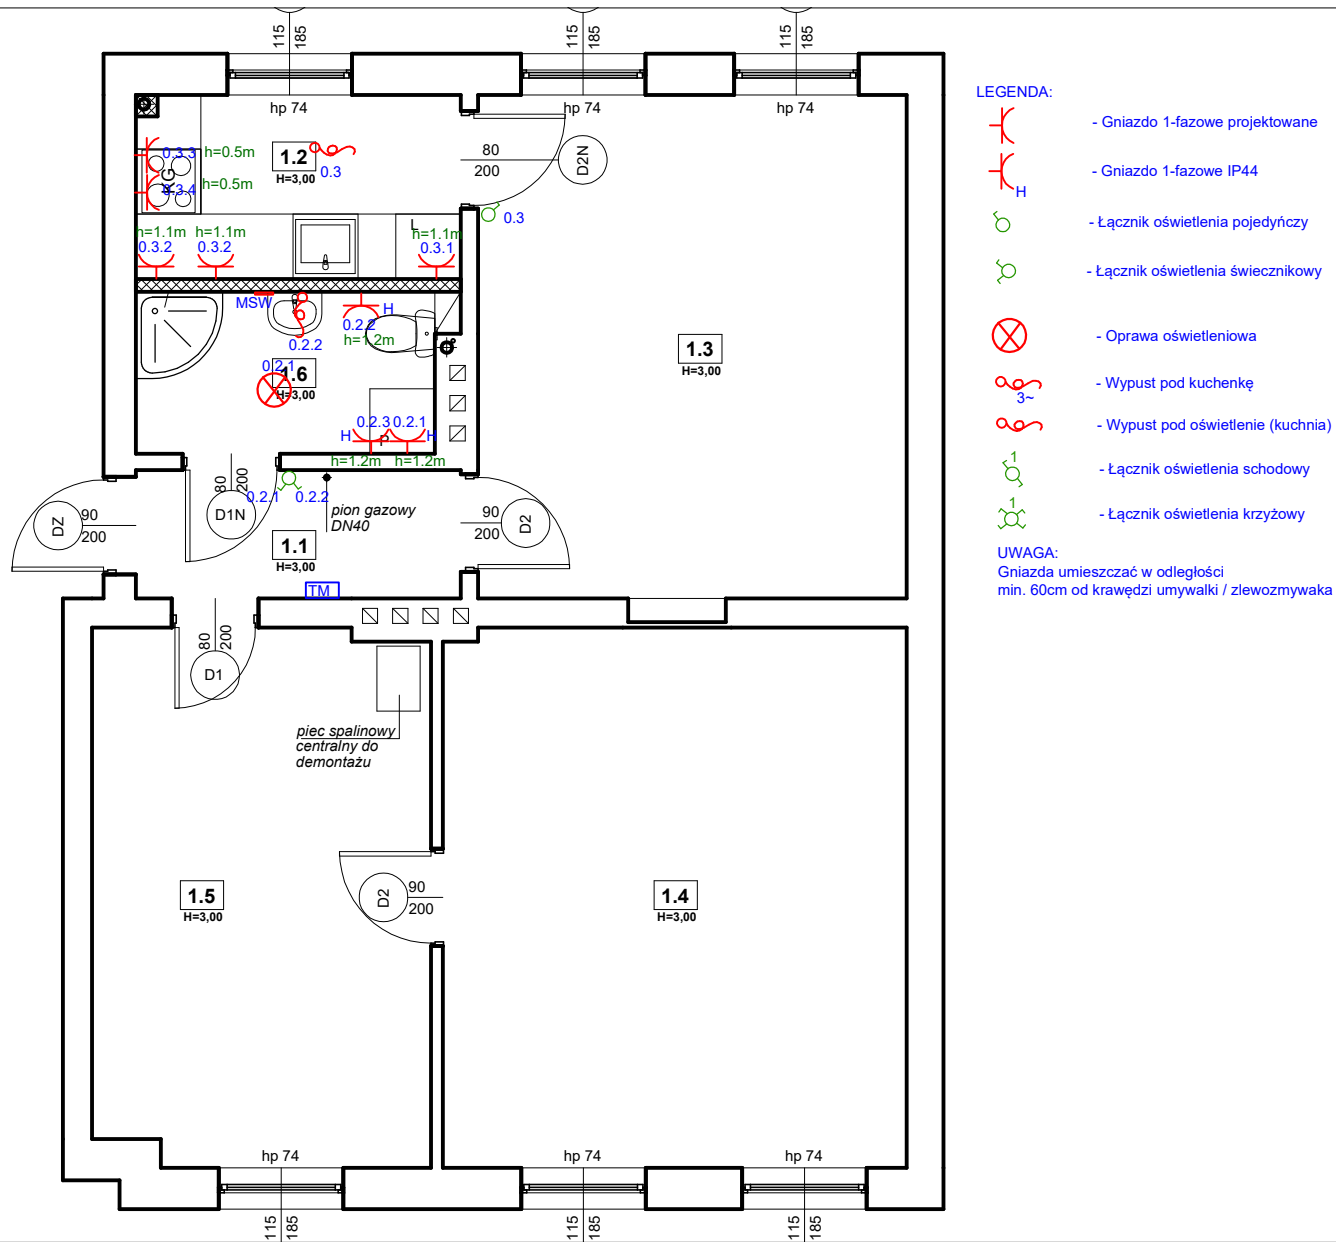 115
185
115
185
115
185
hp 74
hp 74
hp 74
LEGENDA:
- Gniazdo 1-fazowe projektowane
H
- Gniazdo 1-fazowe IP44
- Łącznik oświetlenia pojedyńczy
- Łącznik oświetlenia świecznikowy
- Oprawa oświetleniowa
3~
- Wypust pod kuchenkę
- Wypust pod oświetlenie (kuchnia)
1
- Łącznik oświetlenia schodowy
1
- Łącznik oświetlenia krzyżowy
UWAGA:
Gniazda umieszczać w odległości
min. 60cm od krawędzi umywalki / zlewozmywaka
0.3.3
h=0.5m
KG
0.3.4
h=0.5m
1.2
H=3,00
0.3
80
200
D2N
0.3
h=1.1m
h=1.1m
0.3.2
0.3.2
L
h=1.1m
0.3.1
MSW
H
0.2.2
0.2.2
h=1.2m
0.2.1
1.6
H=3,00
1.3
H=3,00
0.2.3
0.2.1
H
P
H
h=1.2m
h=1.2m
80
200
D1N
0.2.1
0.2.2
pion gazowy
DN40
DZ
90
200
90
200
D2
1.1
H=3,00
TM
80
200
D1
piec spalinowy
centralny do
demontażu
1.5
H=3,00
D2
90
200
1.4
H=3,00
hp 74
hp 74
hp 74
115
185
115
185
115
185